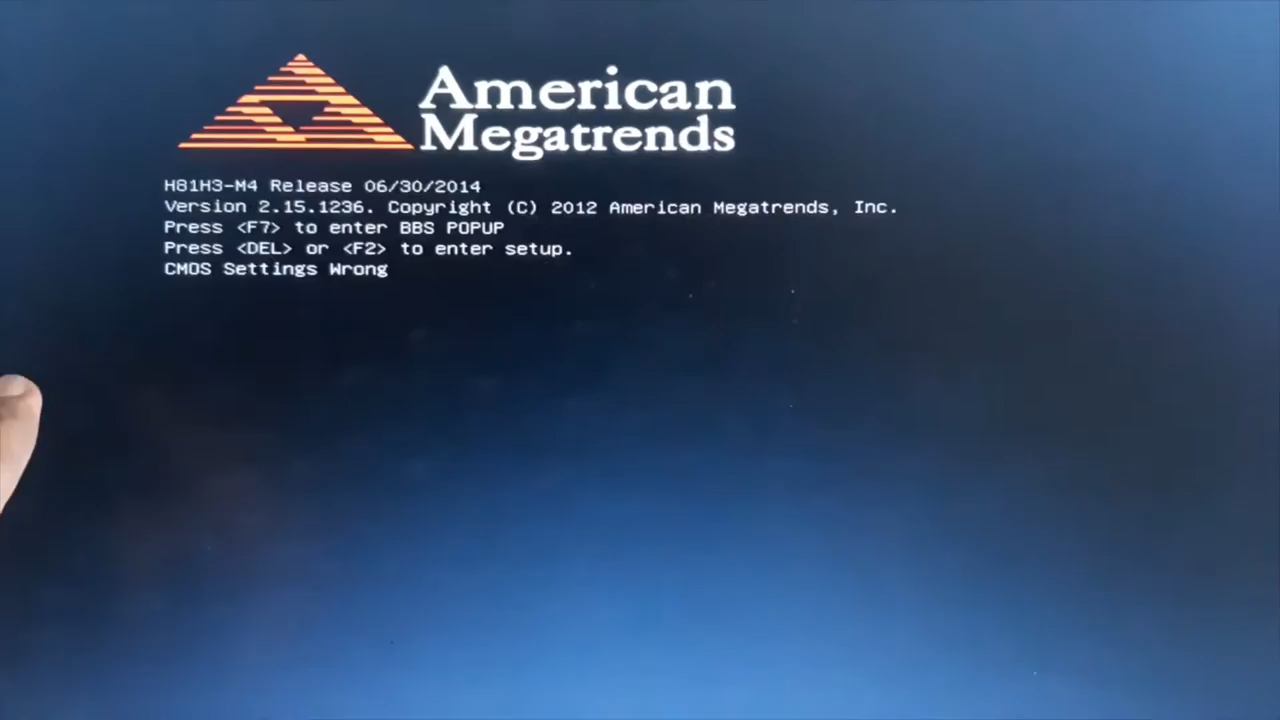 American
Megatrends
H81H3-M4 Release 06/30/2014
Version 2.15.1236. Copyright (C) 2012 American Megatrends, Inc.
Press <F7> to enter BBS POPUP
Press <DEL> or <F2> to enter setup.
CMOS Settings Wrong